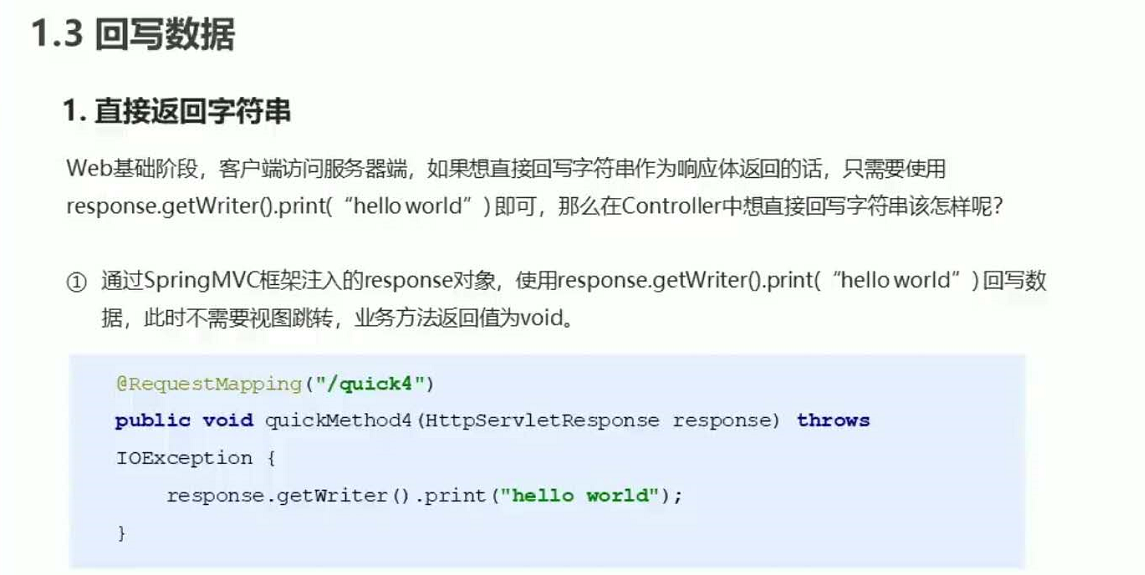 1.3 回写数据
1. 直接返回字符串
Web基础阶段，客户端访问服务器端，如果想直接回写字符串作为响应体返回的话，只需要使用
response.getWriter().print(“hello world”) 即可，那么在Controller中想直接回写字符串该怎样呢？
① 通过SpringMVC框架注入的response对象，使用response.getWriter().print(“hello world”) 回写数
据，此时不需要视图跳转，业务方法返回值为void。
@RequestMapping("/quick4")
public void quickMethod4(HttpServletResponse response) throws
IOException {
    response.getWriter().print("hello world");
}